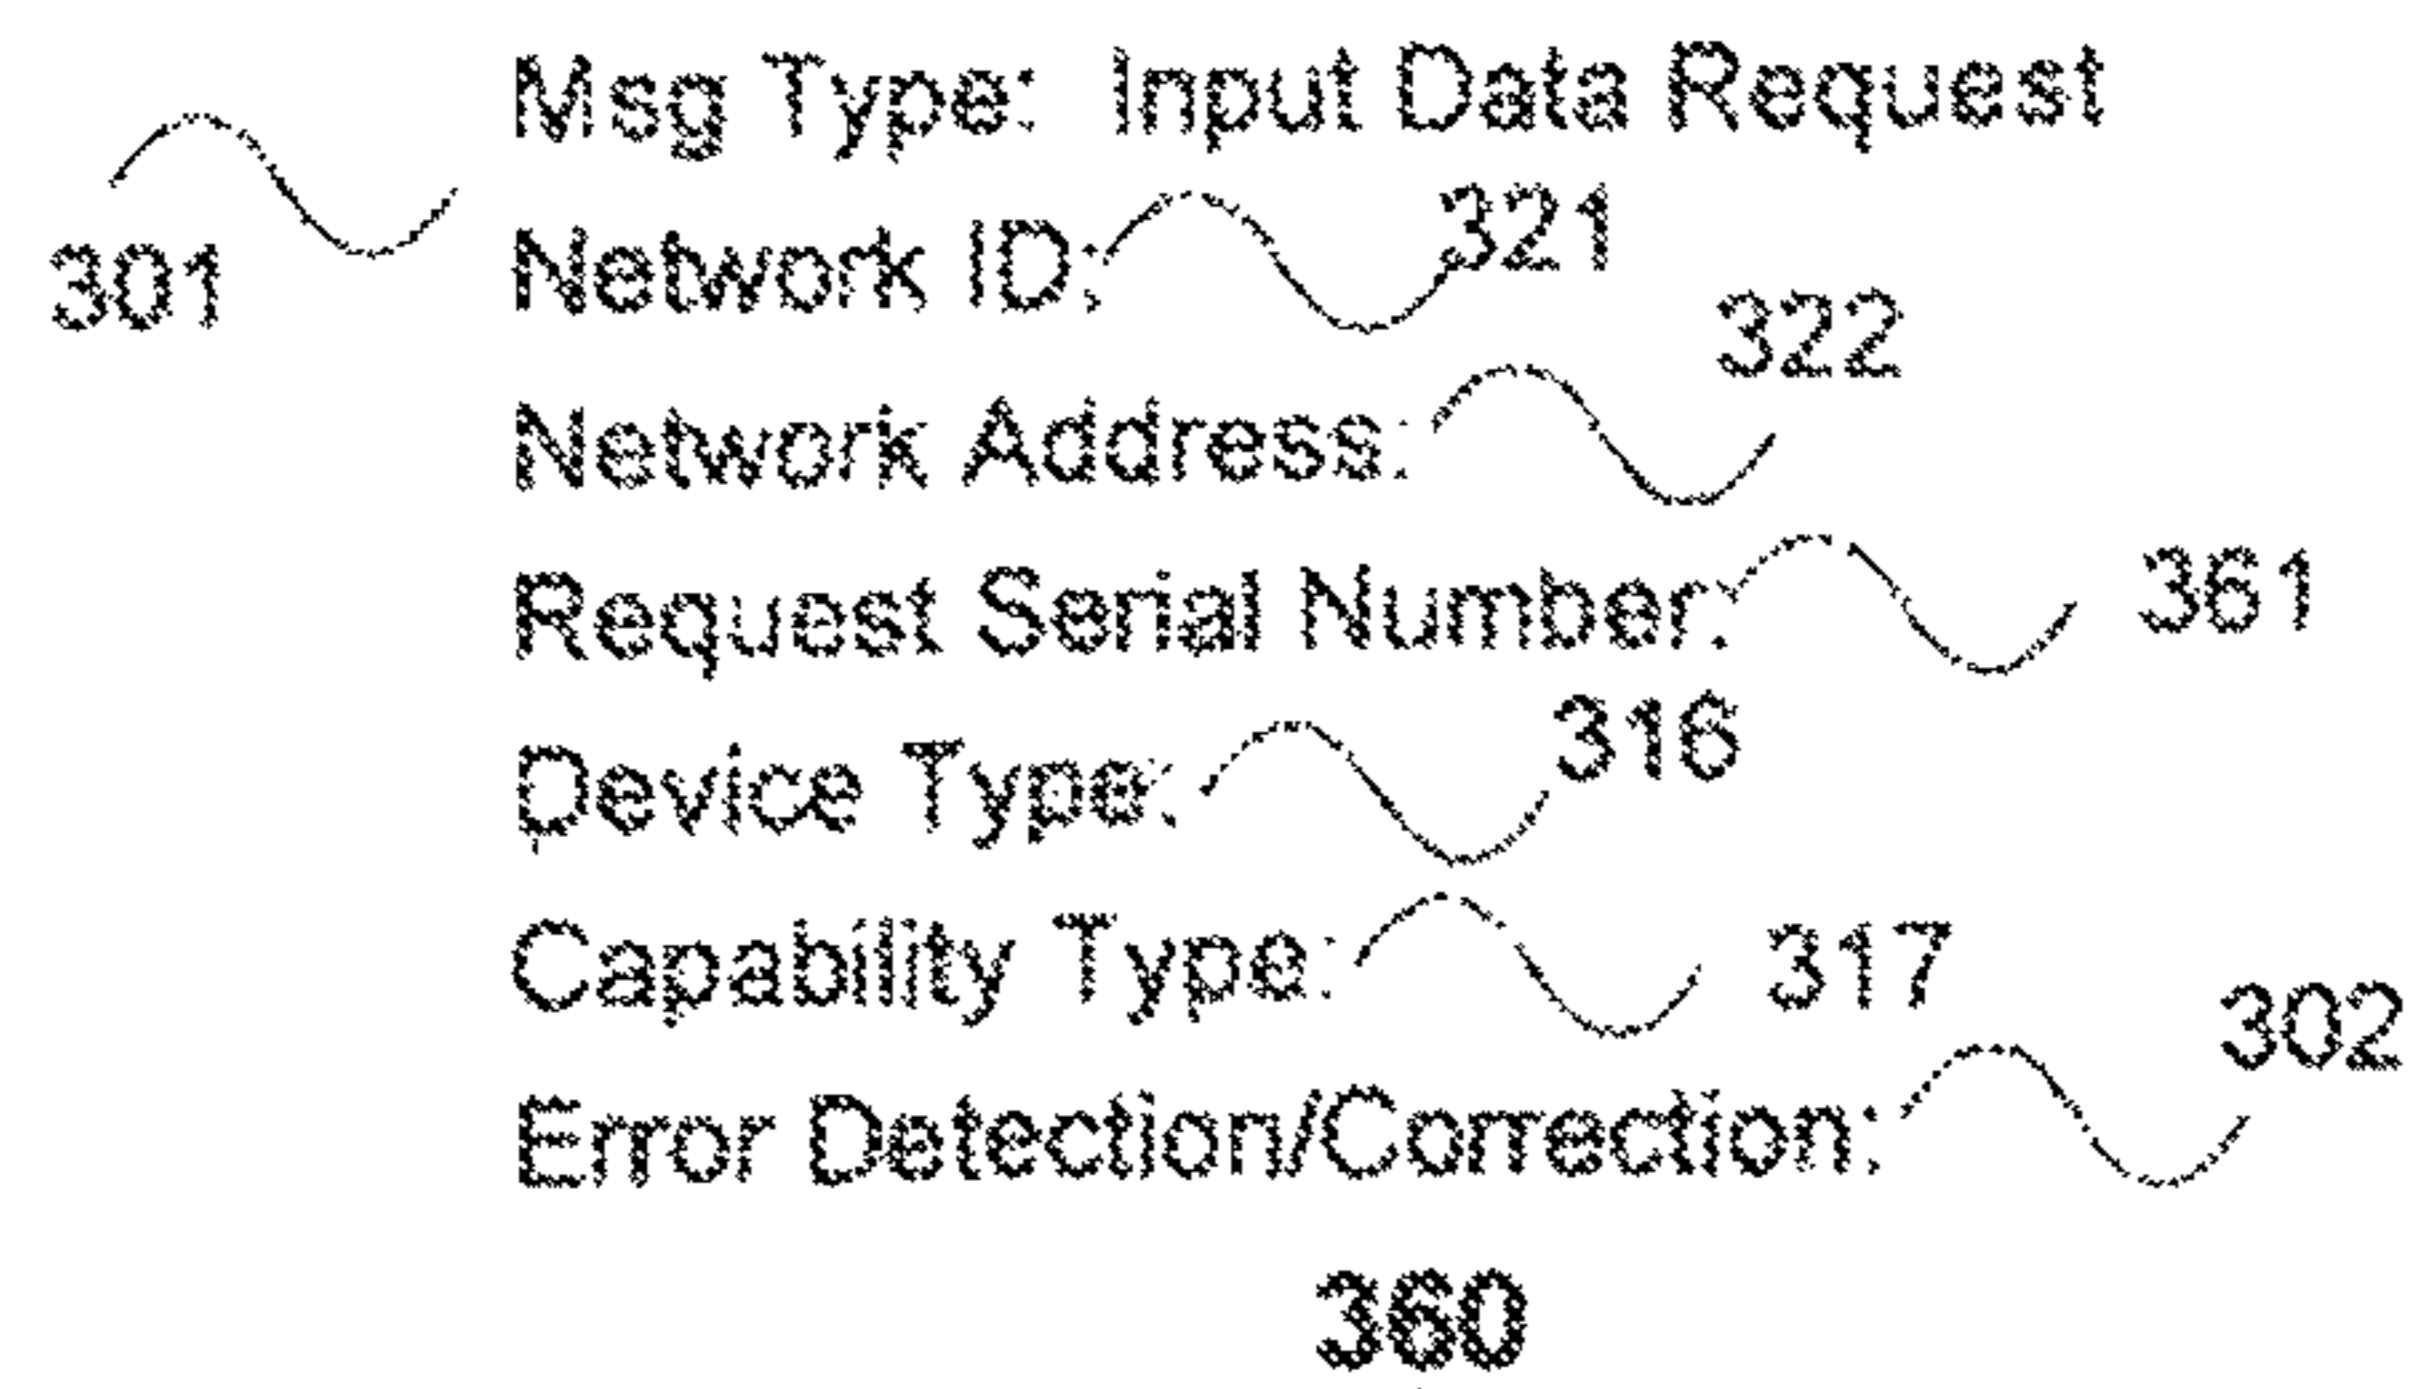 Msg Type: Input Data Request
301
Network ID: 321
322
Network Address:
Request Serial Number: 361
Device Type: 316
Capability Type: 317
302
Error Detection/Correction:
360